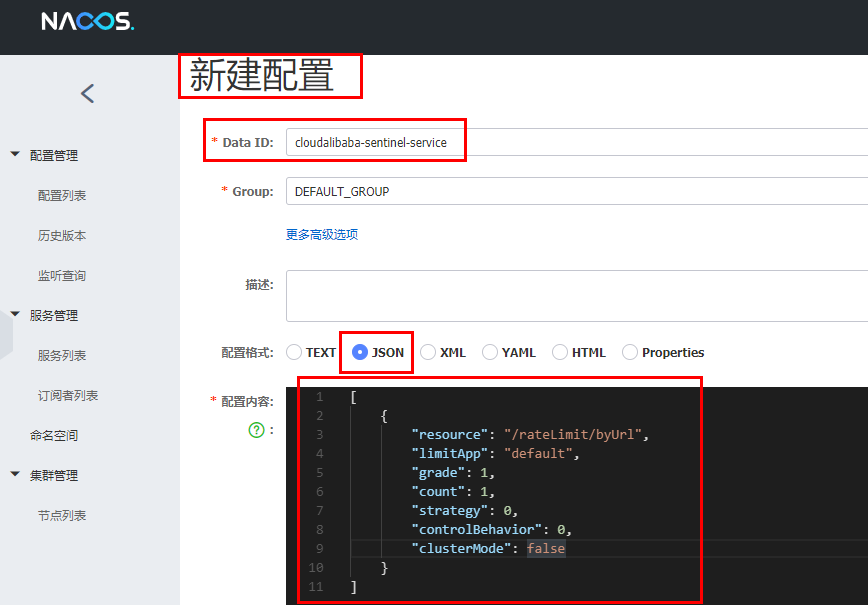 NACOS.
新建配置
* Data ID: cloudalibaba-sentinel-service
* Group: DEFAULT_GROUP
更多高级选项
描述:
配置格式: TEXT JSON XML YAML HTML Properties
* 配置内容:
? :
1 [
2 {
3 "resource": "/rateLimit/byUrl",
4 "limitApp": "default",
5 "grade": 1,
6 "count": 1,
7 "strategy": 0,
8 "controlBehavior": 0,
9 "clusterMode": false
10 }
11 ]
配置管理
配置列表
历史版本
监听查询
服务管理
服务列表
订阅者列表
命名空间
集群管理
节点列表